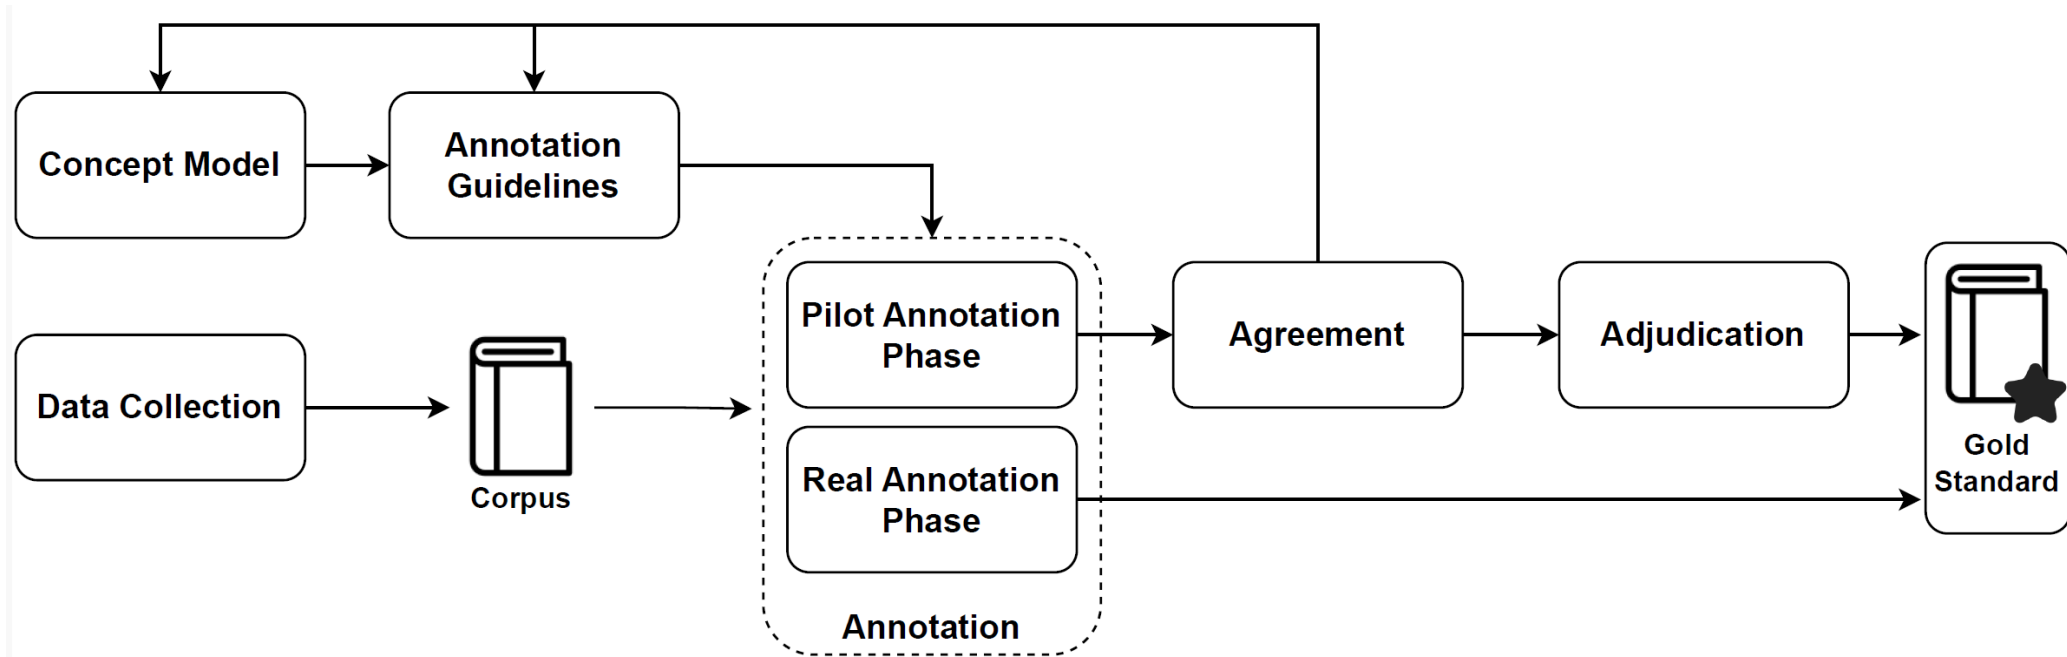 Concept Model
Annotation
Guidelines
Data Collection
Corpus
Pilot Annotation
Phase
Real Annotation
Phase
Annotation
Agreement
Adjudication
Gold
Standard